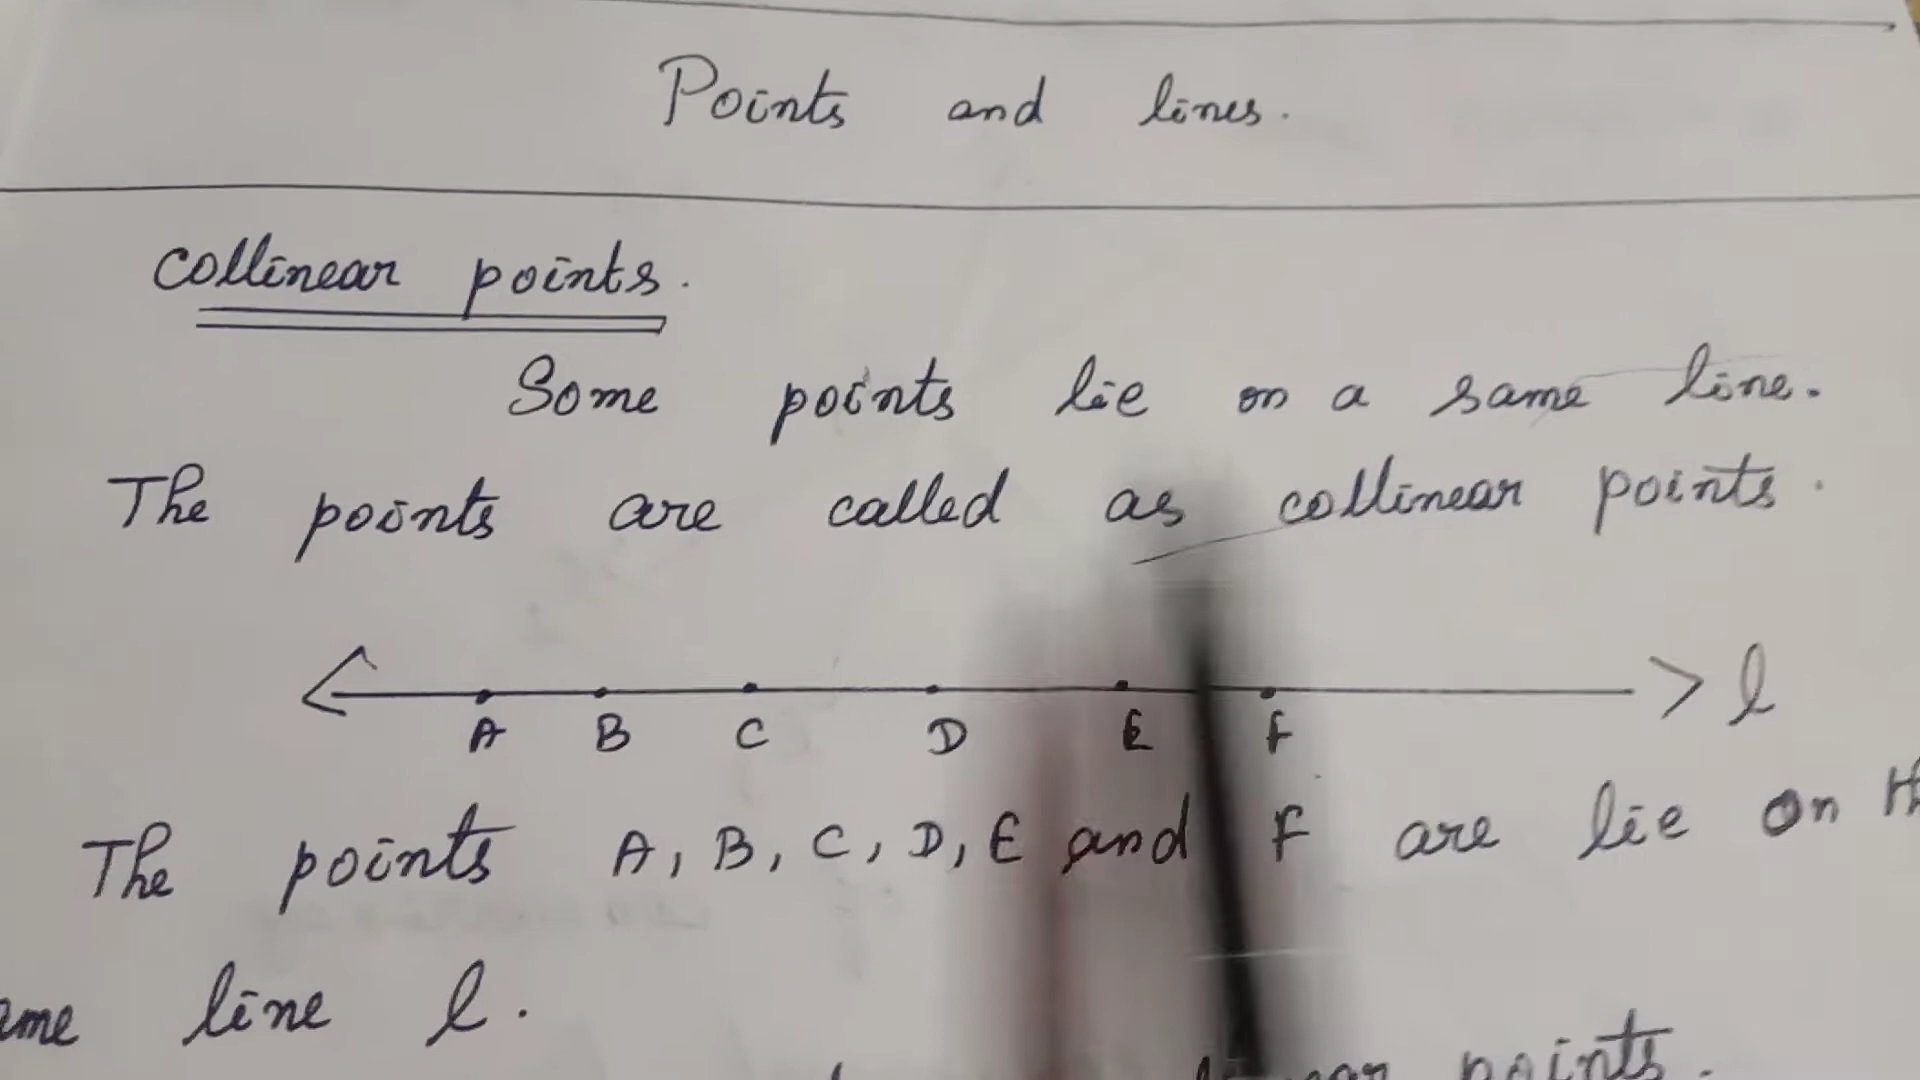 Points and lines.
Collinear points.
Some points lie on a same line.
The points are called as collinear points.
l
A B C D E F
The points A, B, C, D, E and F are lie on
line l.
points.